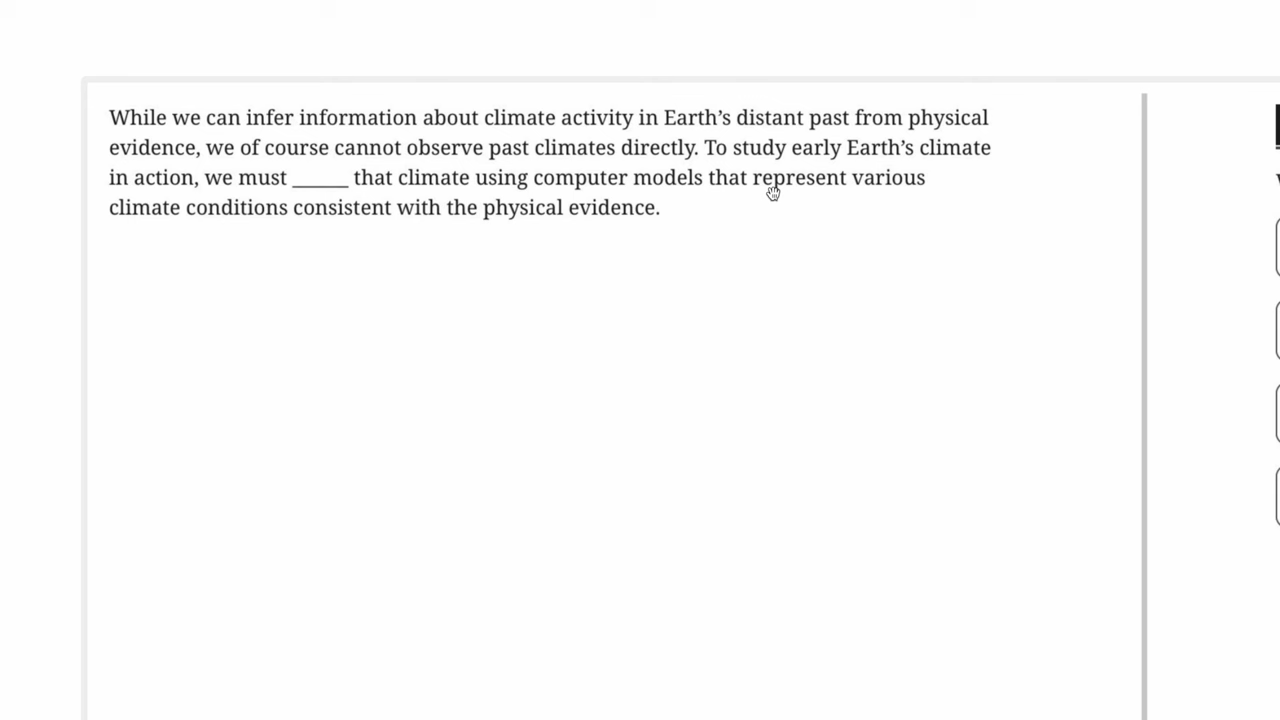 While we can infer information about climate activity in Earth’s distant past from physical
evidence, we of course cannot observe past climates directly. To study early Earth’s climate
in action, we must ______ that climate using computer models that represent various
climate conditions consistent with the physical evidence.